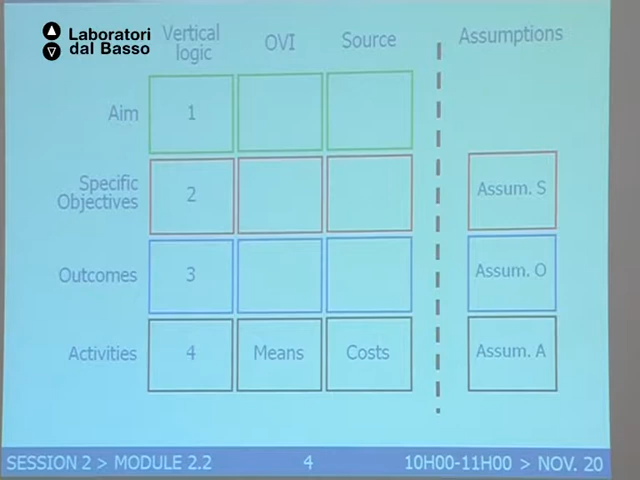 Laboratori
dal Basso
Vertical
logic
OVI
Source
Assumptions
Aim
1
Specific
Objectives
2
Assum. S
Outcomes
3
Assum. O
Activities
4
Means
Costs
Assum. A
SESSION 2 > MODULE 2.2
4
10H00-11H00 > NOV. 20